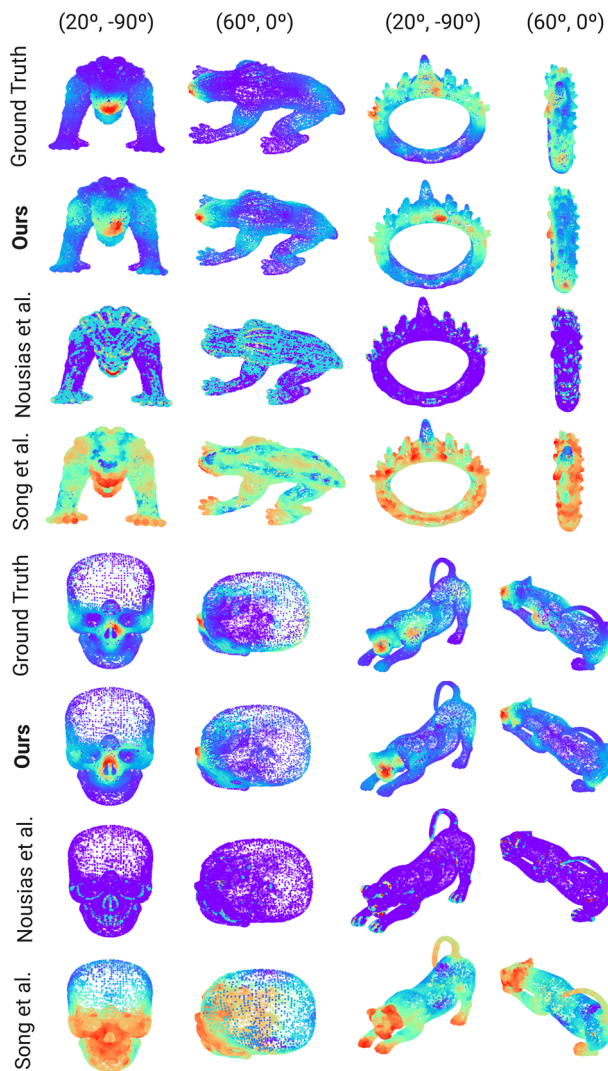 (20º, -90º) (60º, 0º) (20º, -90º) (60º, 0º)
Ground Truth
Ours
Nousias et al.
Song et al.
Ground Truth
Ours
Nousias et al.
Song et al.